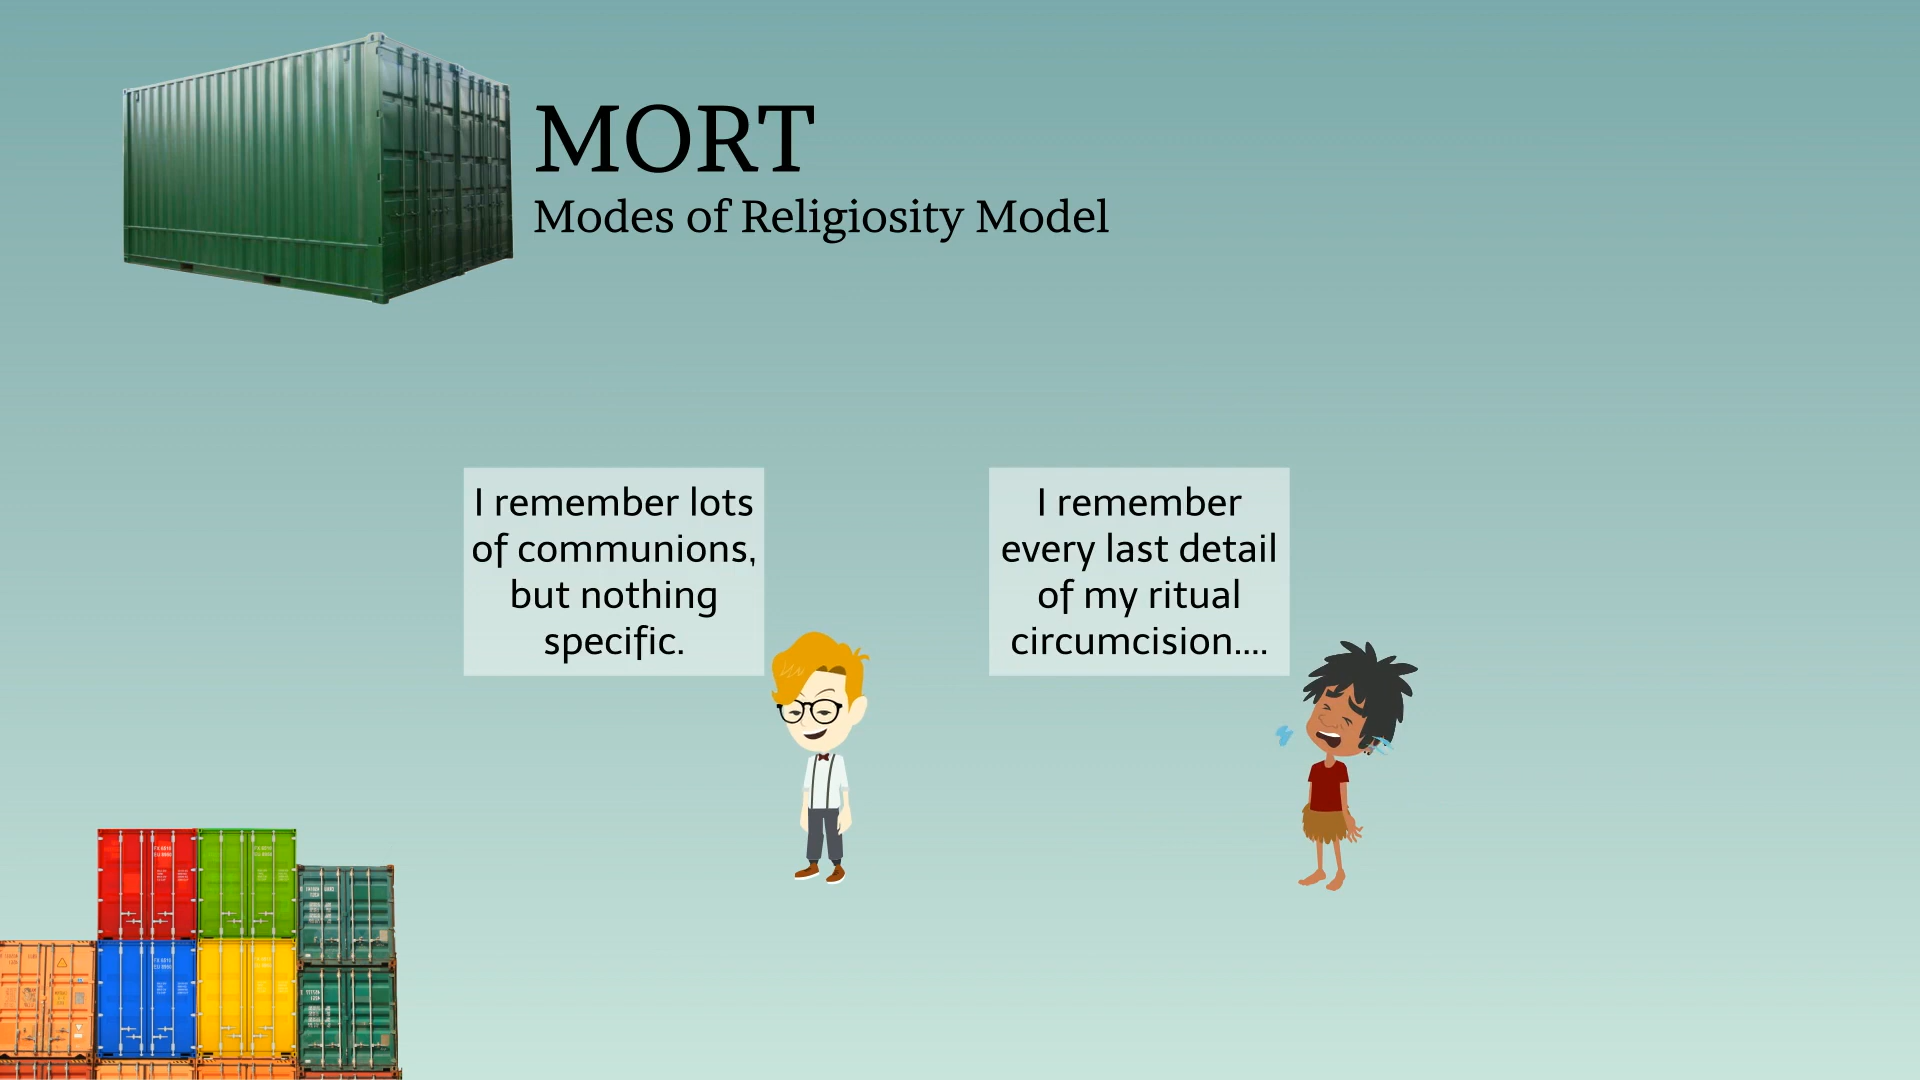 MORT
Modes of Religiosity Model
I remember lots
of communions,
but nothing
specific.
I remember
every last detail
of my ritual
circumcision....